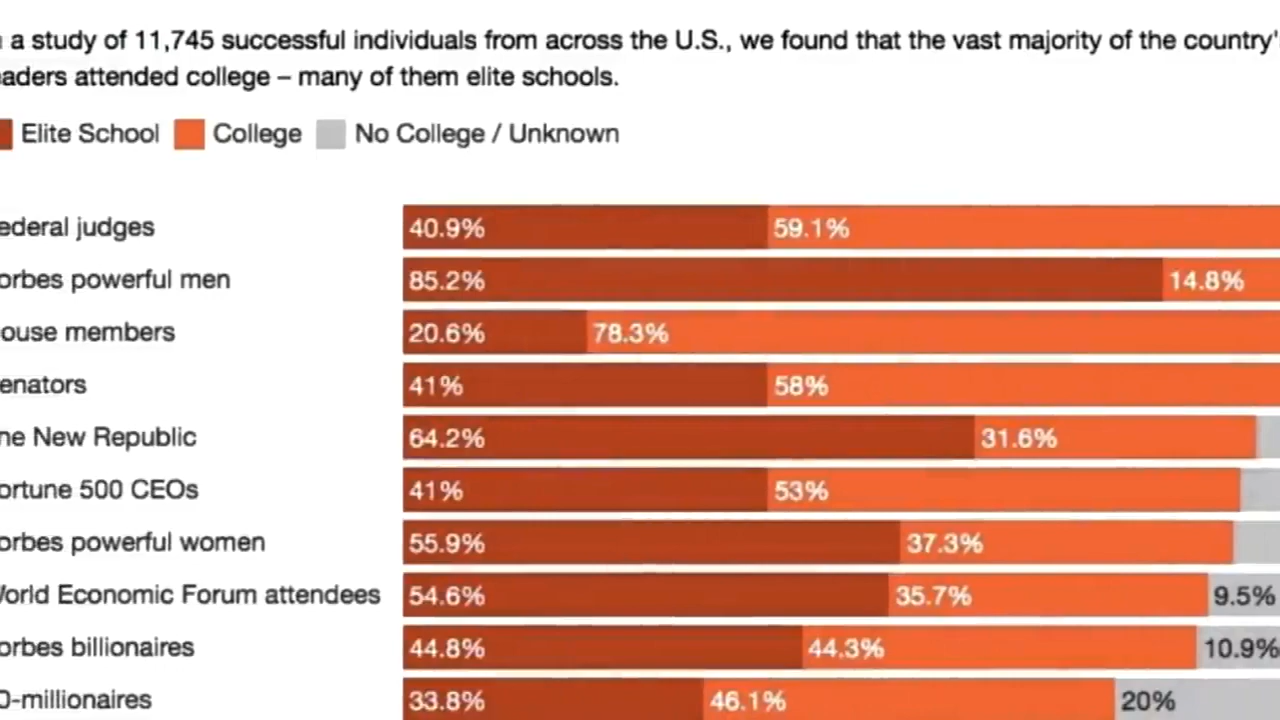 a study of 11,745 successful individuals from across the U.S., we found that the vast majority of the country'
aders attended college – many of them elite schools.
Elite School College No College / Unknown
ederal judges 40.9% 59.1%
orbes powerful men 85.2% 14.8%
ouse members 20.6% 78.3%
enators 41% 58%
ne New Republic 64.2% 31.6%
ortune 500 CEOs 41% 53%
orbes powerful women 55.9% 37.3%
World Economic Forum attendees 54.6% 35.7% 9.5%
orbes billionaires 44.8% 44.3% 10.9%
0-millionaires 33.8% 46.1% 20%